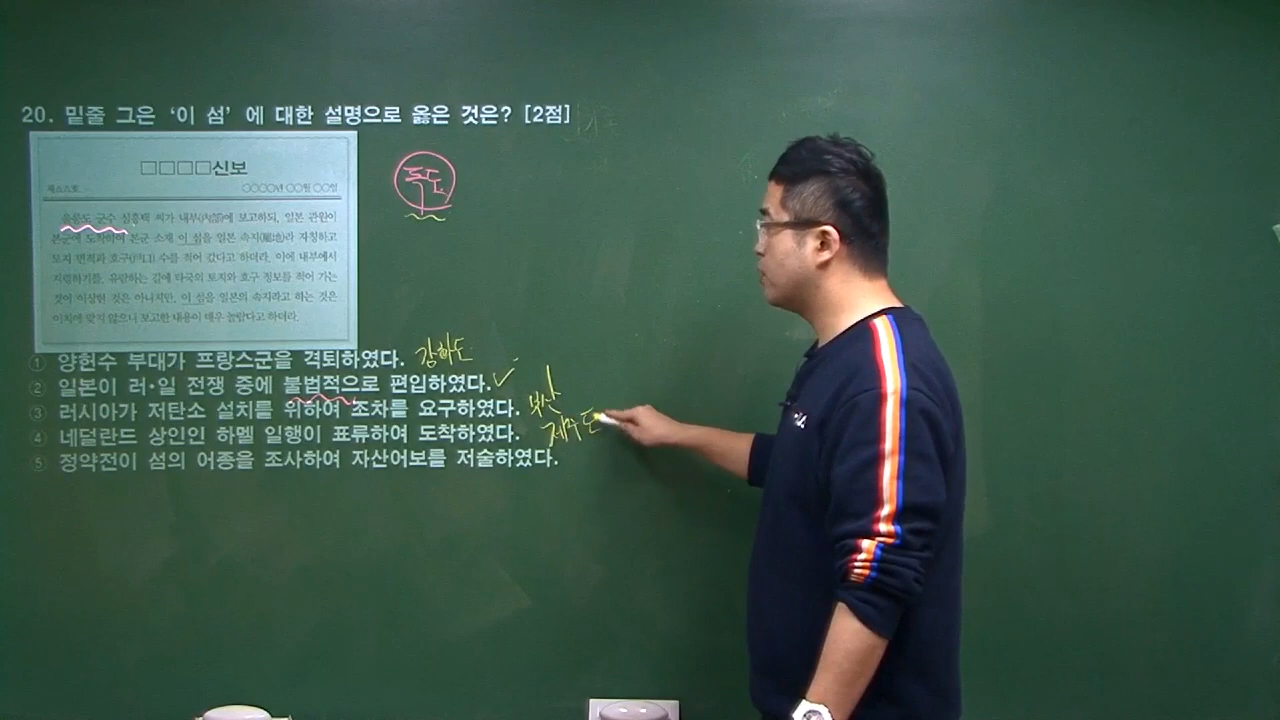 20. 밑줄 그은 '이 섬' 에 대한 설명으로 옳은 것은? [2점]
□□□□신보
제△△호
○○○○년 ○○월 ○○일
독도
울릉도 군수 심흥택 씨가 내부(內部)에 보고하되, 일본 관원이
본군에 도착하여 본군 소재 이 섬을 일본 속지(屬地)라 자칭하고
토지 면적과 호구(戶口) 수를 적어 갔다고 하더라. 이에 내부에서
지령하기를, 유람하는 길에 타국의 토지와 호구 정보를 적어 가는
것이 이상한 것은 아니지만, 이 섬을 일본의 속지라고 하는 것은
이치에 맞지 않으니 보고한 내용이 매우 놀랍다고 하더라.
① 양헌수 부대가 프랑스군을 격퇴하였다. 강화도
② 일본이 러·일 전쟁 중에 불법적으로 편입하였다.
③ 러시아가 저탄소 설치를 위하여 조차를 요구하였다. 부산
④ 네덜란드 상인인 하멜 일행이 표류하여 도착하였다. 제주도
⑤ 정약전이 섬의 어종을 조사하여 자산어보를 저술하였다.